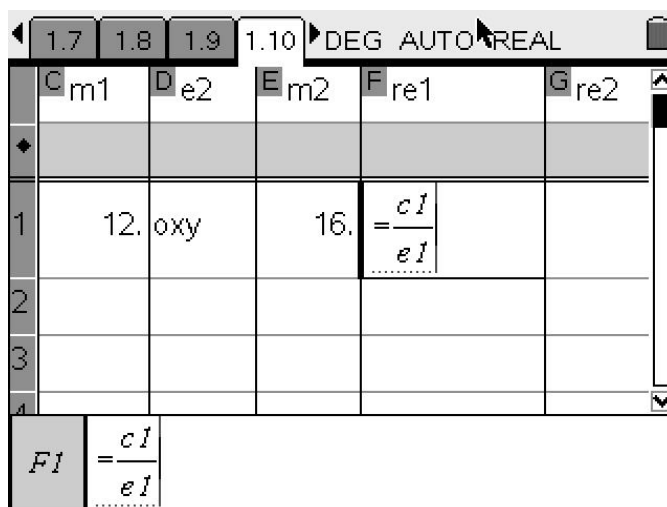 1.7 1.8 1.9 1.10 DEG AUTO REAL
C m1 D e2 E m2 F re1 G re2
1 12. oxy 16. =c1/e1
2
3
4
F1 =c1/e1